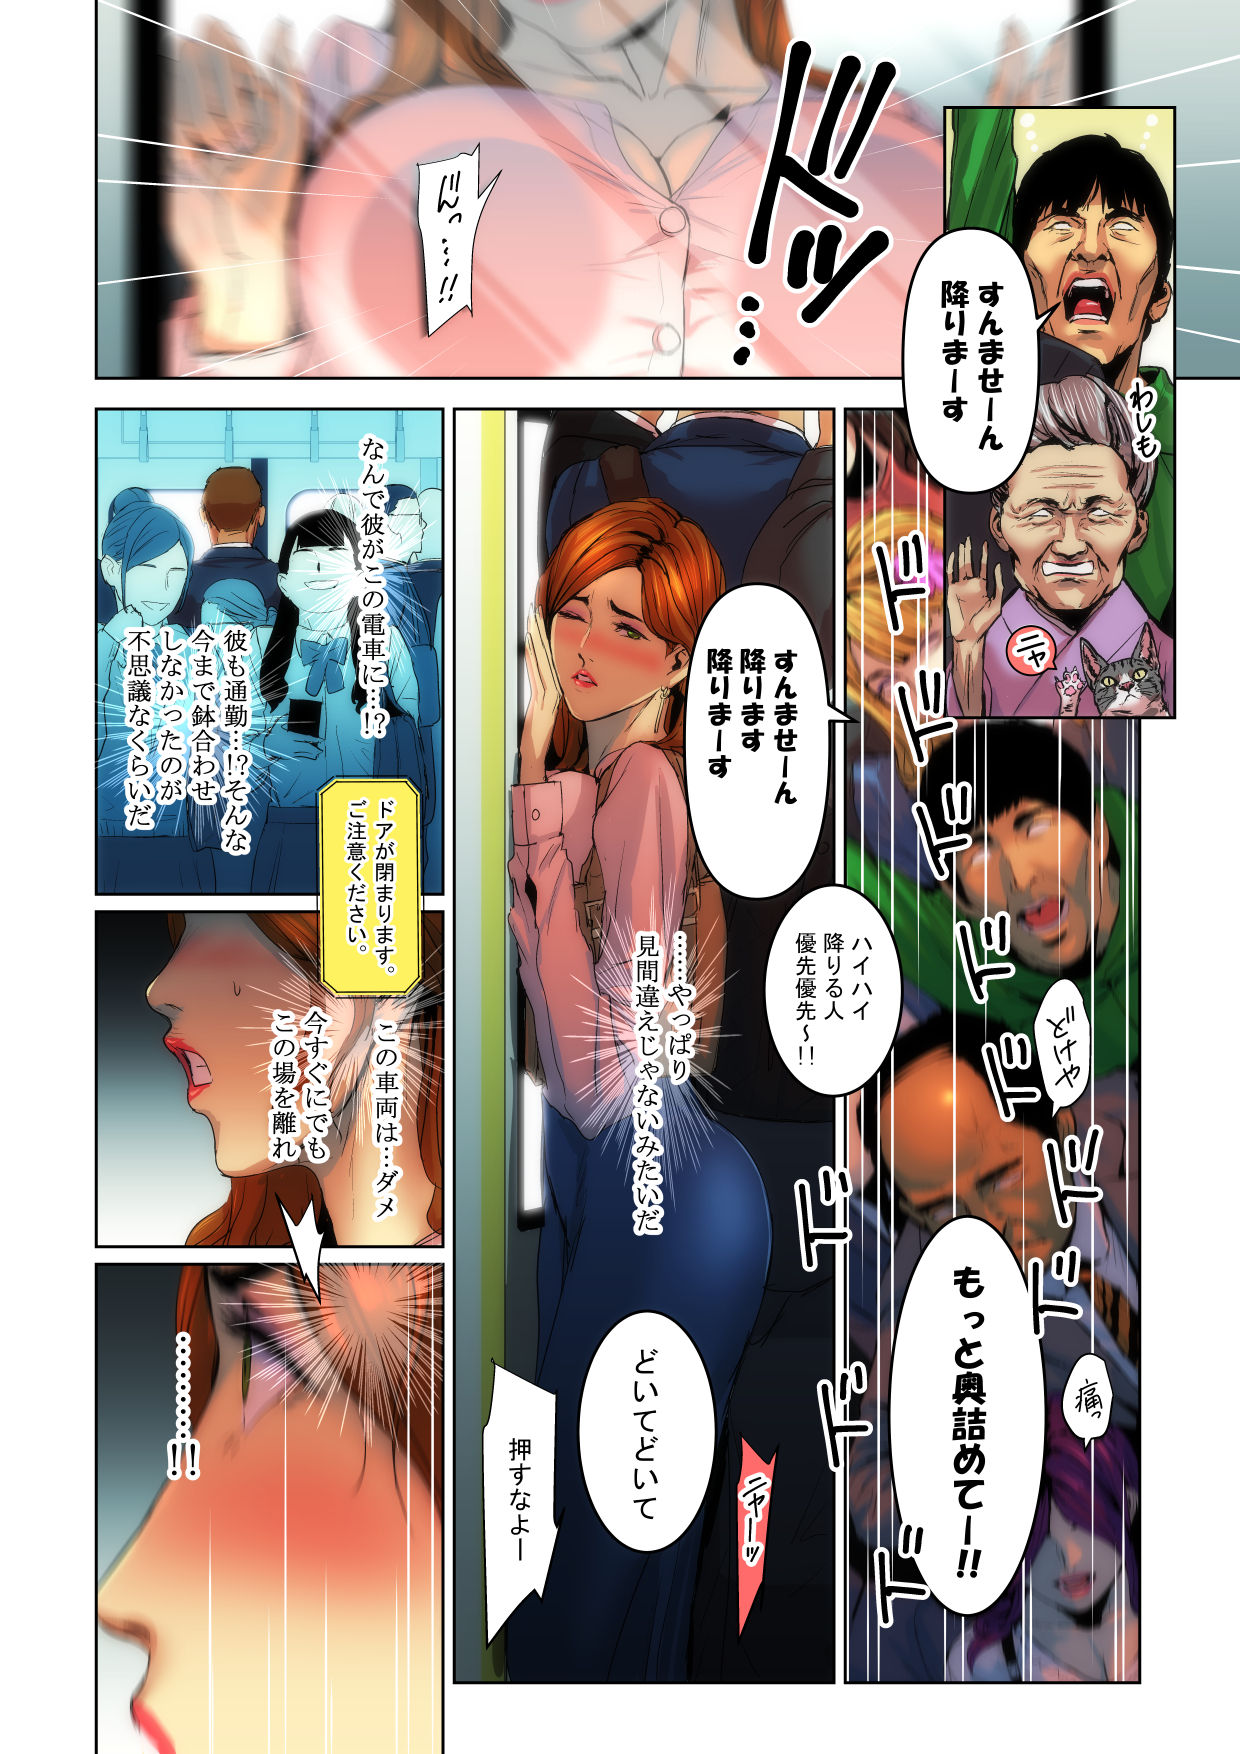 ドッ…
んっ…!!
すんませーん
降りまーす
わしも
ニャ
ドドドドドドドド
どけや
もっと奥詰めてー!!
痛っ
すんませーん
降ります
降りまーす
ハイハイ
降りる人
優先優先〜!!
……やっぱり
見間違えじゃないみたいだ
どいてどいて
ニャーッ
押すなよー
なんで彼がこの電車に…!?
彼も通勤…!?そんな
今まで鉢合わせ
しなかったのが
不思議なくらいだ
ドアが閉まります。
ご注意ください。
この車両は…ダメ
今すぐにでも
この場を離れ
…………!!